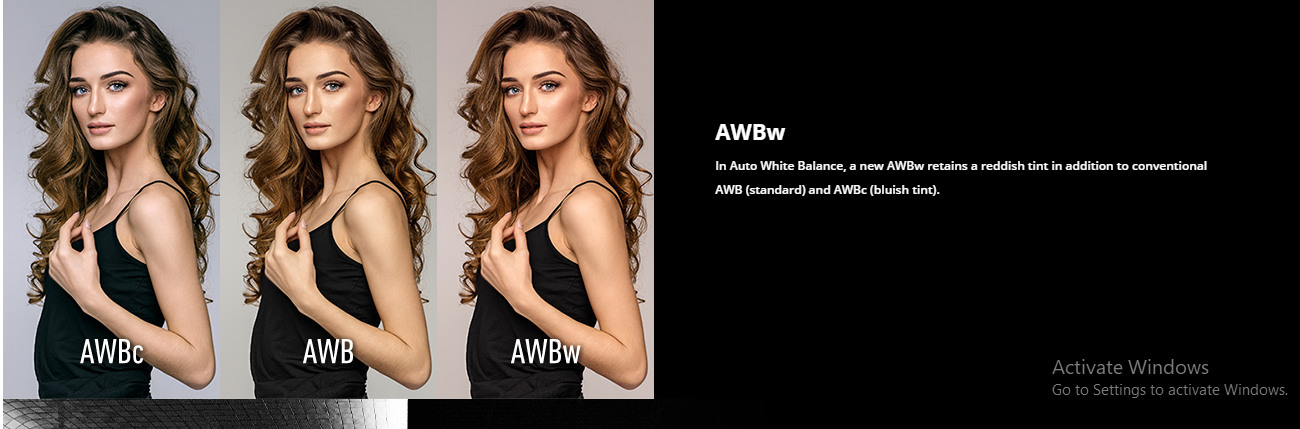 AWBc
AWB
AWBw
AWBw
In Auto White Balance, a new AWBw retains a reddish tint in addition to conventional
AWB (standard) and AWBc (bluish tint).
Activate Windows
Go to Settings to activate Windows.